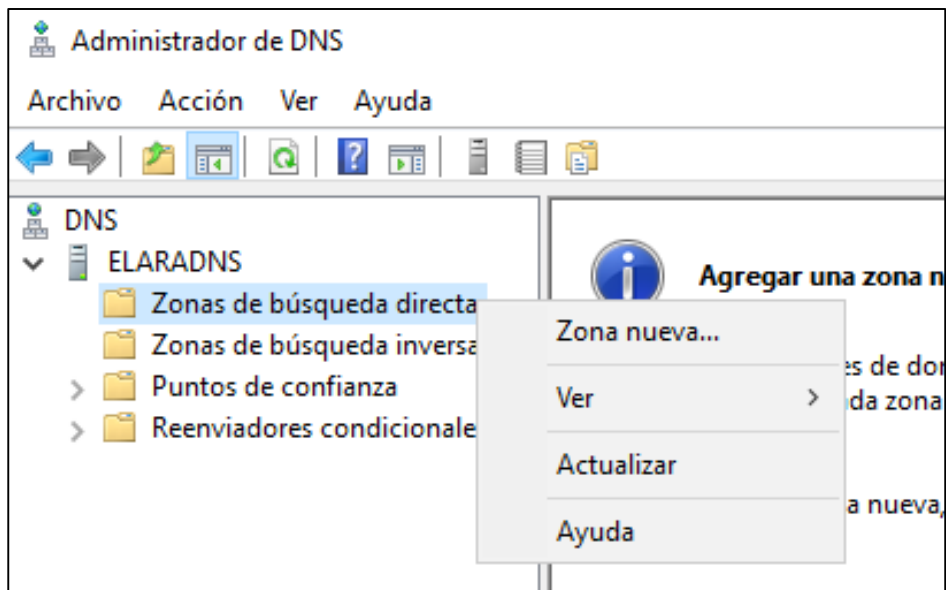 Administrador de DNS
Archivo Acción Ver Ayuda
DNS
ELARADNS
Zonas de búsqueda directa
Zonas de búsqueda inversa
Puntos de confianza
Reenviadores condicionale
Agregar una zona n
Zona nueva...
Ver
Actualizar
Ayuda
es de dor
da zona
a nueva,